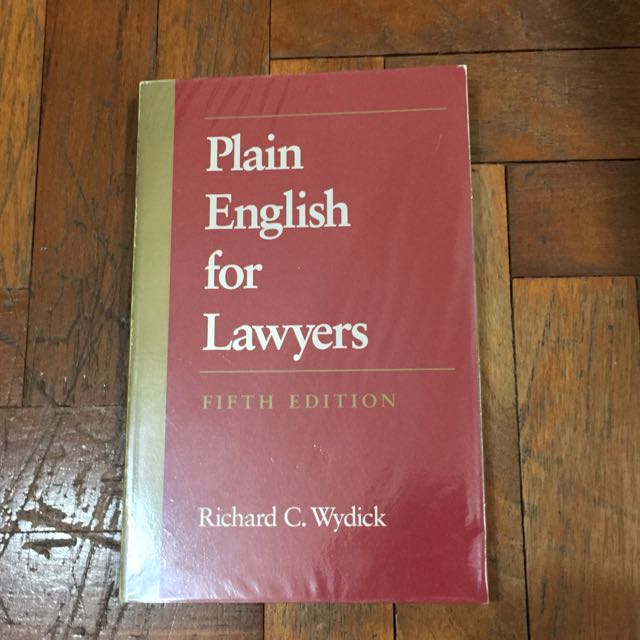 Plain
English
for
Lawyers
FIFTH EDITION
Richard C. Wydick